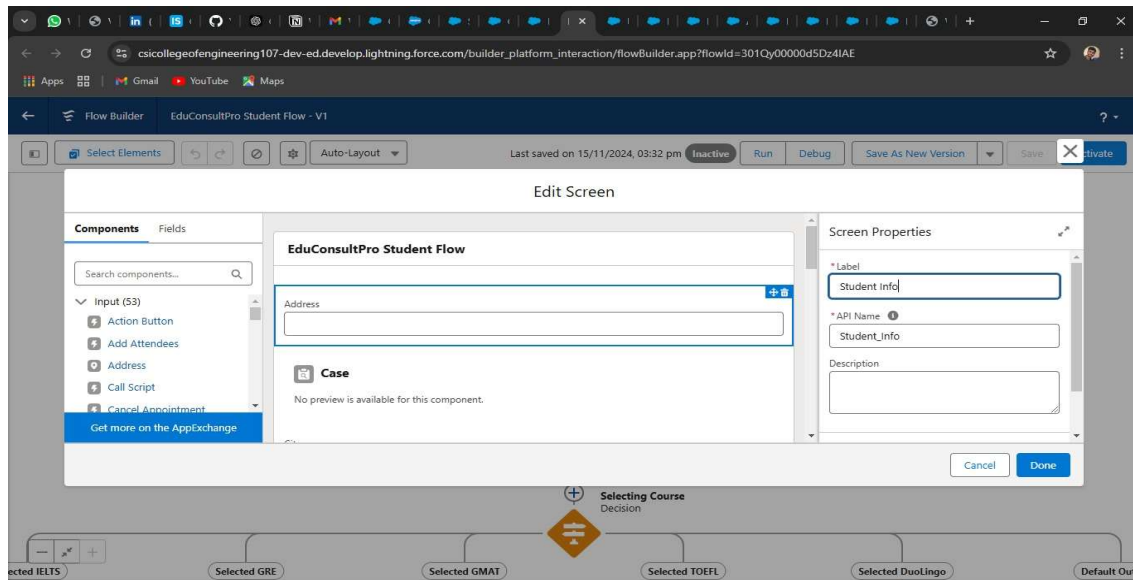 csicollegeofengineering107-dev-ed.develop.lightning.force.com/builder_platform_interaction/flowBuilder.app?flowId=301Qy00000d5Dz4IAE
Apps Gmail YouTube Maps
Flow Builder EduConsultPro Student Flow - V1 ?
Select Elements Auto-Layout Last saved on 15/11/2024, 03:32 pm Inactive Run Debug Save As New Version Save ctivate
Edit Screen
Components Fields
EduConsultPro Student Flow
Screen Properties
Search components...
*Label
Input (53)
Address
Student Info
Action Button
*API Name
Add Attendees
Student_Info
Address
Case
Description
Call Script
No preview is available for this component.
Cancel Appointment
Get more on the AppExchange
Cancel Done
Selecting Course
Decision
ected IELTS Selected GRE Selected GMAT Selected TOEFL Selected DuoLingo Default Ou